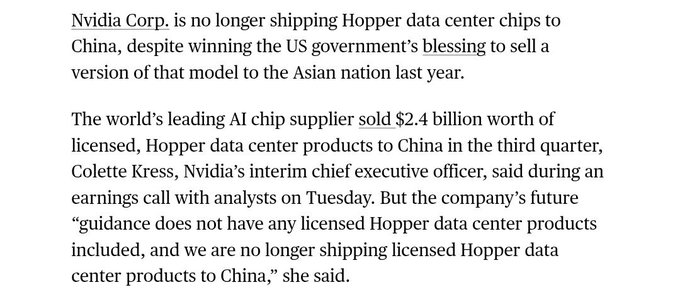 Nvidia Corp. is no longer shipping Hopper data center chips to
China, despite winning the US government’s blessing to sell a
version of that model to the Asian nation last year.
The world’s leading AI chip supplier sold $2.4 billion worth of
licensed, Hopper data center products to China in the third quarter,
Colette Kress, Nvidia’s interim chief executive officer, said during an
earnings call with analysts on Tuesday. But the company’s future
“guidance does not have any licensed Hopper data center products
included, and we are no longer shipping licensed Hopper data
center products to China,” she said.